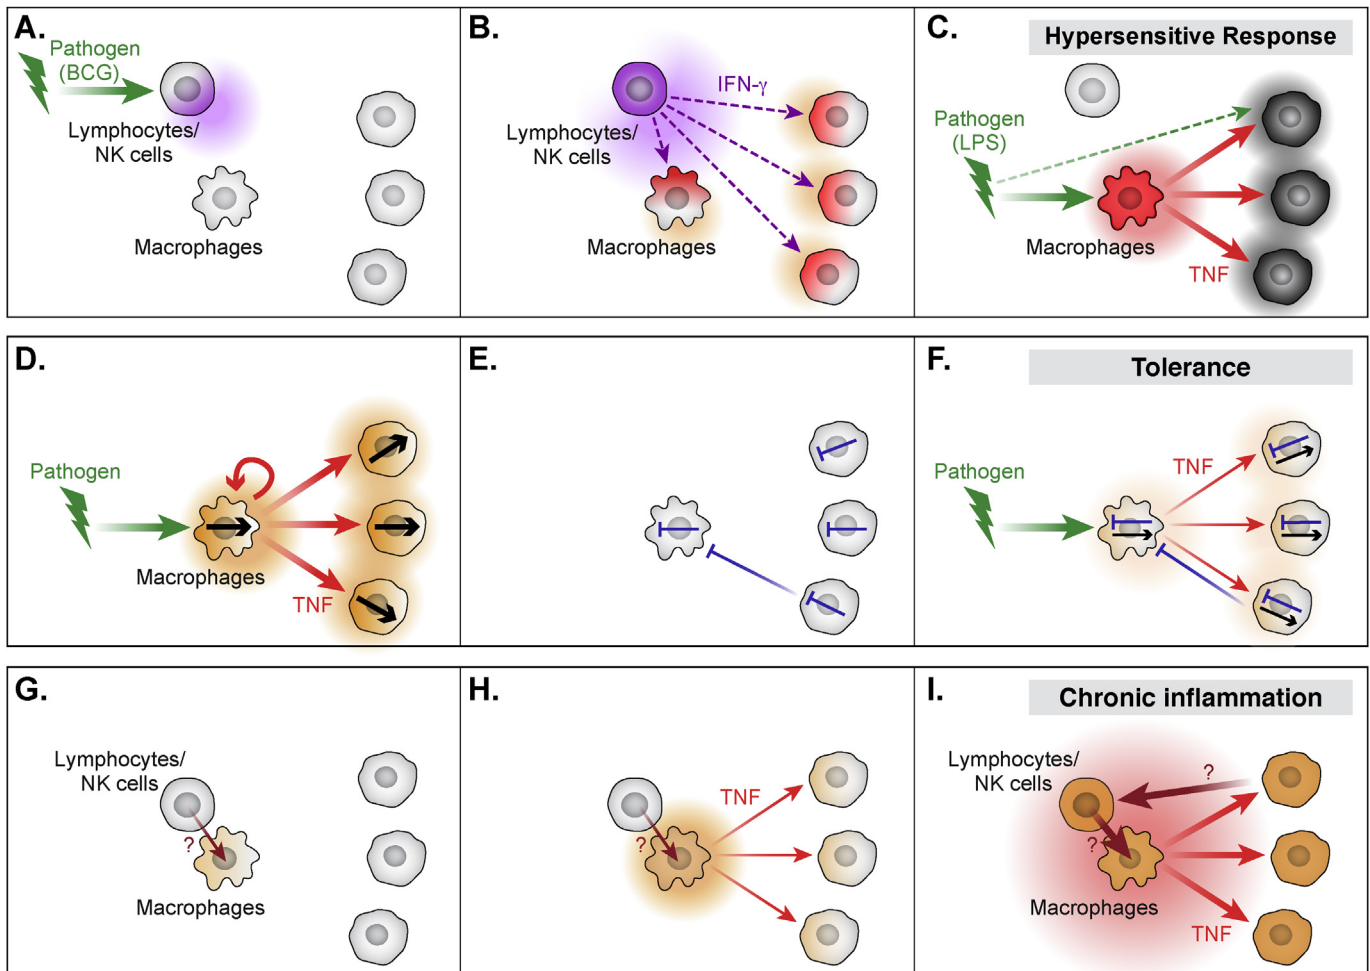 A.
Pathogen
(BCG)
Lymphocytes/
NK cells
Macrophages
B.
IFN-γ
Lymphocytes/
NK cells
Macrophages
C.
Hypersensitive Response
Pathogen
(LPS)
Macrophages
TNF
D.
Pathogen
Macrophages
TNF
E.
F.
Tolerance
Pathogen
TNF
G.
Lymphocytes/
NK cells
?
Macrophages
H.
TNF
?
I.
Chronic inflammation
Lymphocytes/
NK cells
?
?
Macrophages
TNF